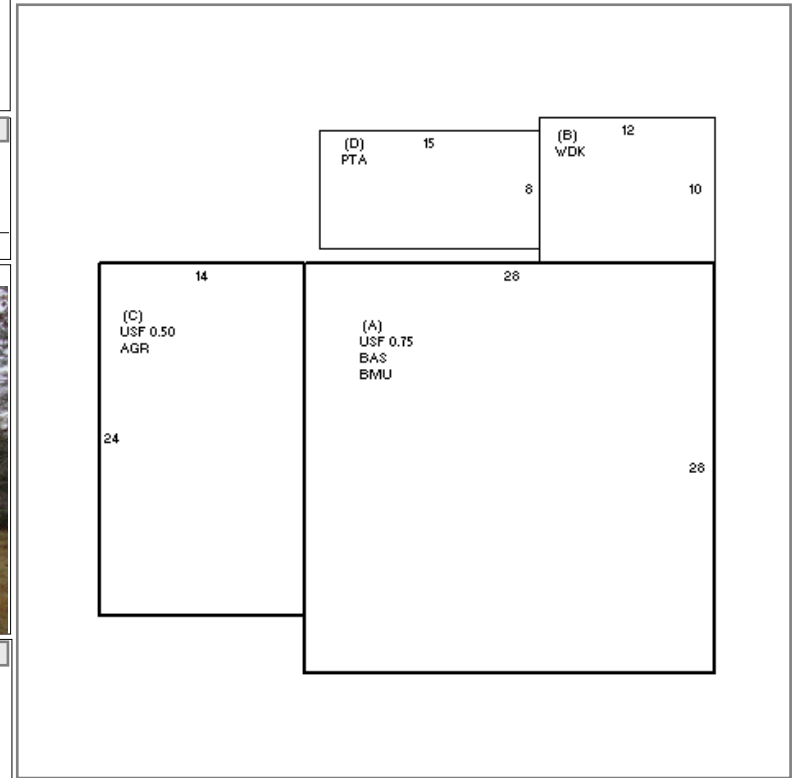 (D)
PTA
15
8
(B)
WDK
12
10
14
(C)
USF 0.50
AGR
24
28
(A)
USF 0.75
BAS
BMU
28